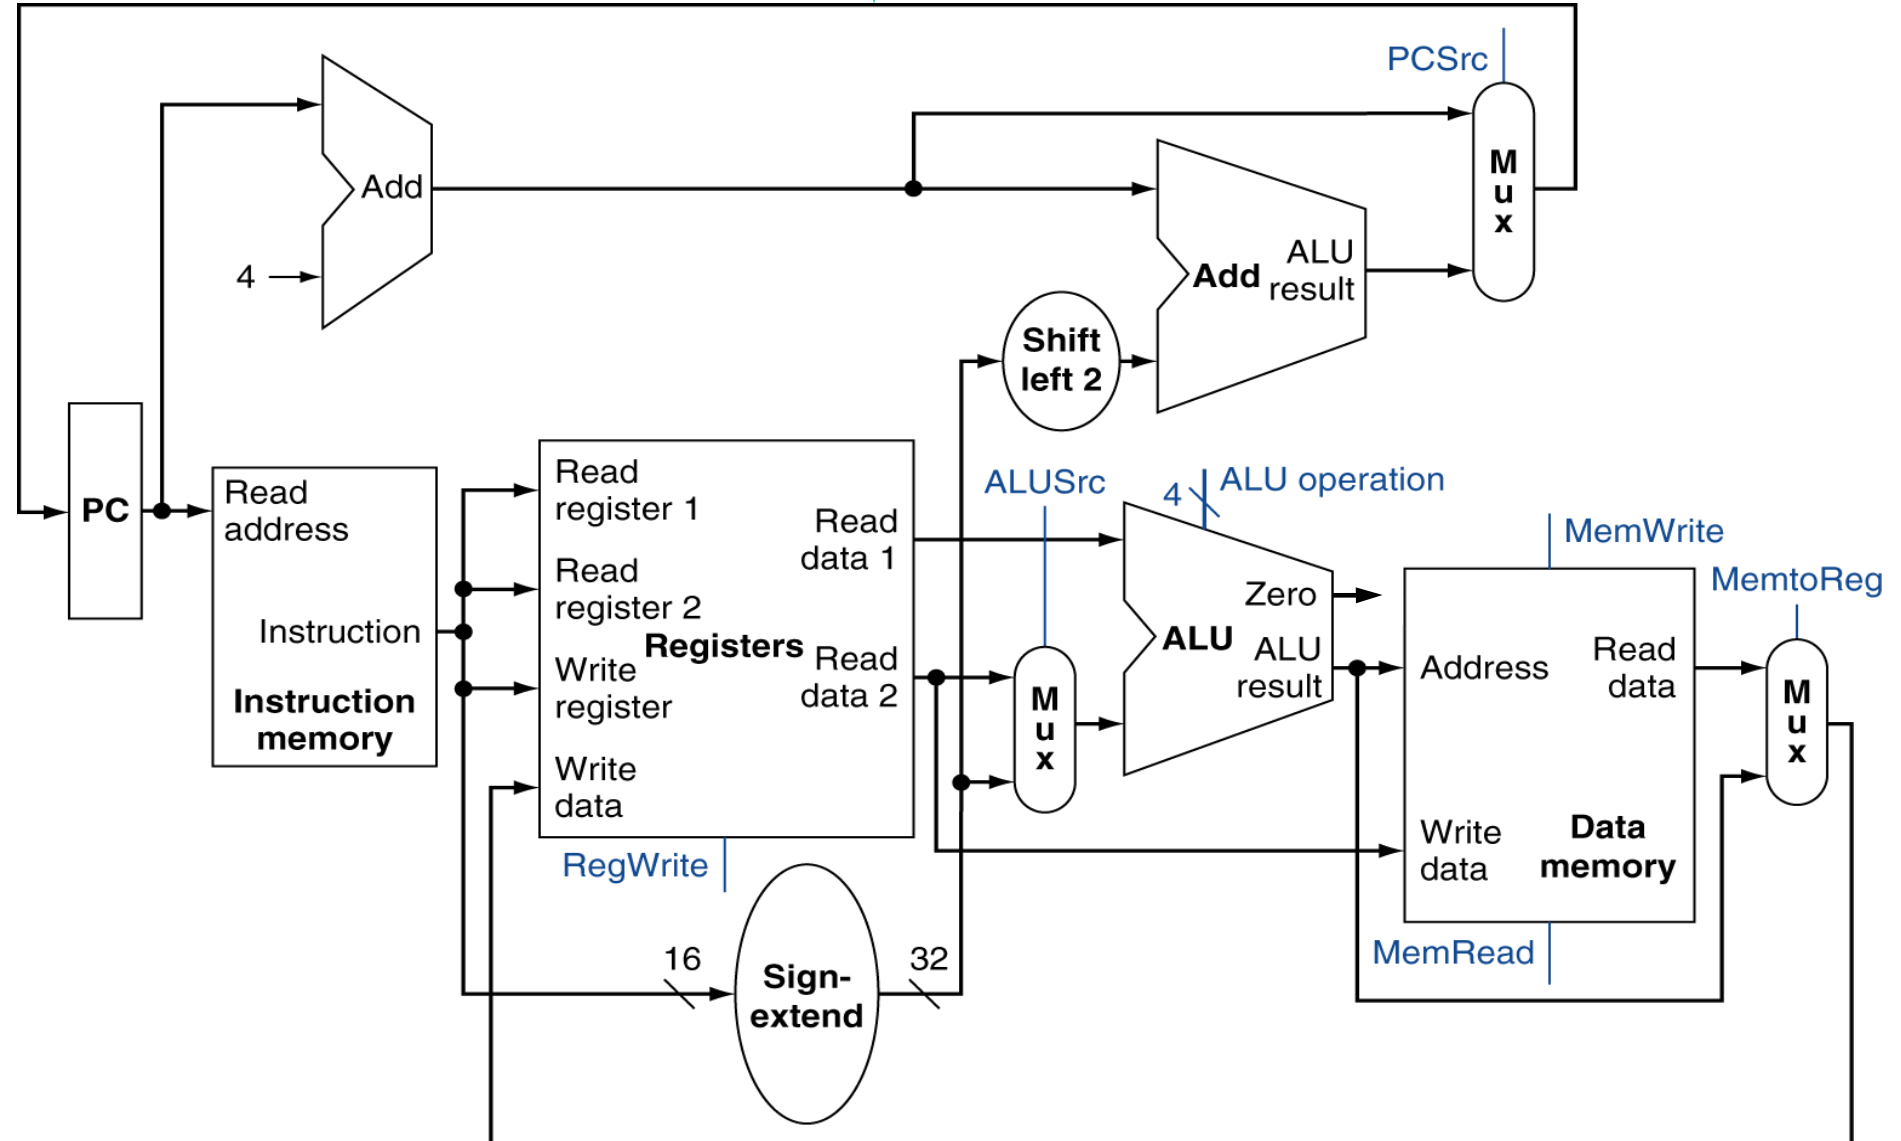 PCSrc
M
u
x
Add
4
ALU
result
Add
Shift
left 2
PC
Read
address
Instruction
Instruction
memory
Read
register 1
Read
register 2
Write
register
Write
data
Registers
Read
data 1
Read
data 2
RegWrite
16
Sign-
extend
32
ALUSrc
M
u
x
4
ALU operation
Zero
ALU
ALU
result
MemWrite
Address
Read
data
Write
data
Data
memory
MemRead
MemtoReg
M
u
x